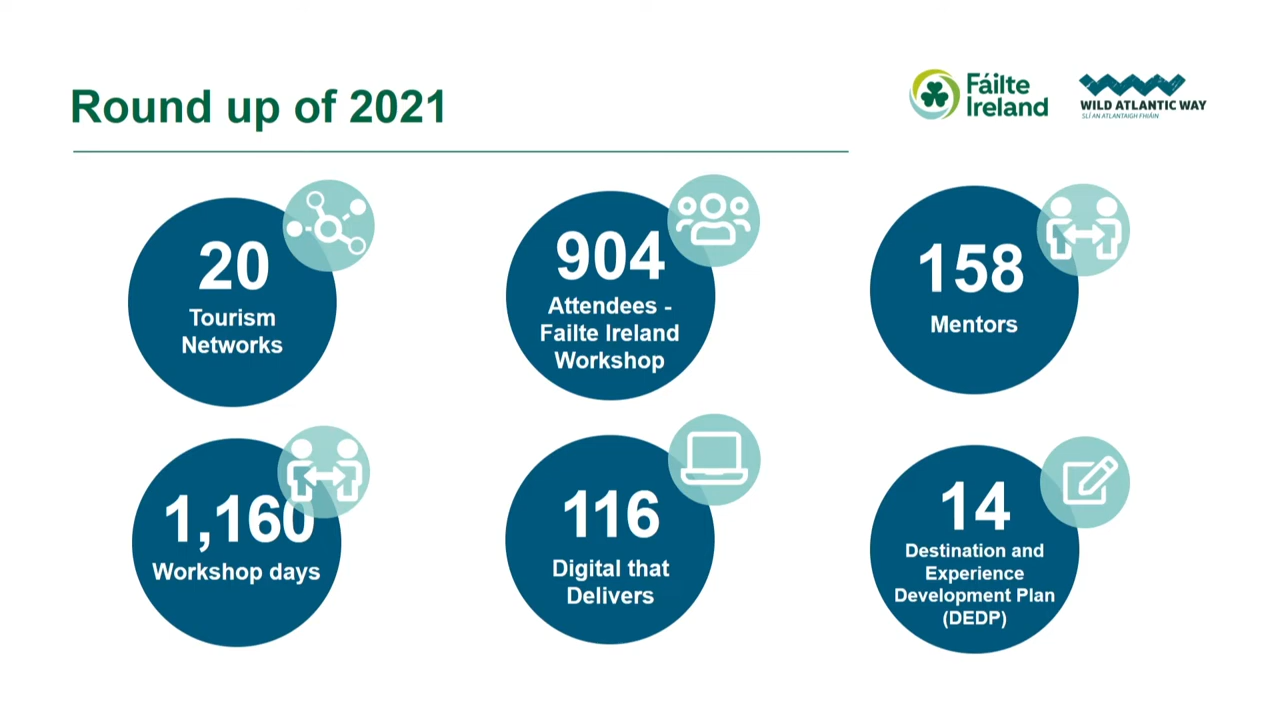 Round up of 2021
Fáilte
Ireland
WILD ATLANTIC WAY
SLÍ AN ATLANTAIGH FHIÁIN
20
Tourism
Networks
904
Attendees -
Failte Ireland
Workshop
158
Mentors
1,160
Workshop days
116
Digital that
Delivers
14
Destination and
Experience
Development Plan
(DEDP)